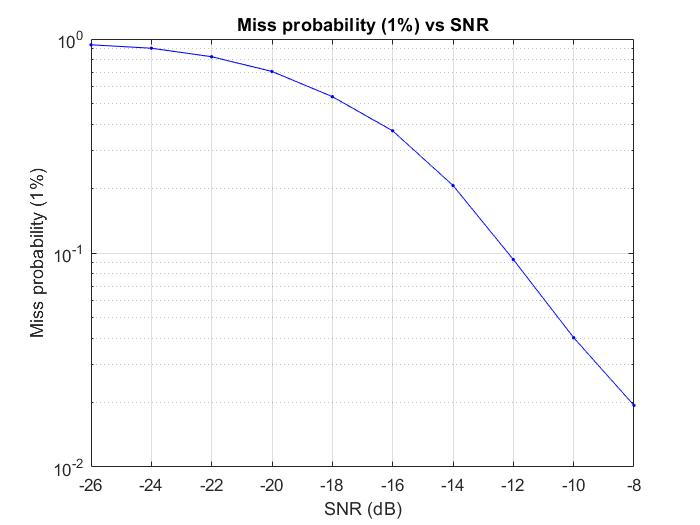 Miss probability (1%) vs SNR
Miss probability (1%)
10^0
10^-1
10^-2
-26 -24 -22 -20 -18 -16 -14 -12 -10 -8
SNR (dB)